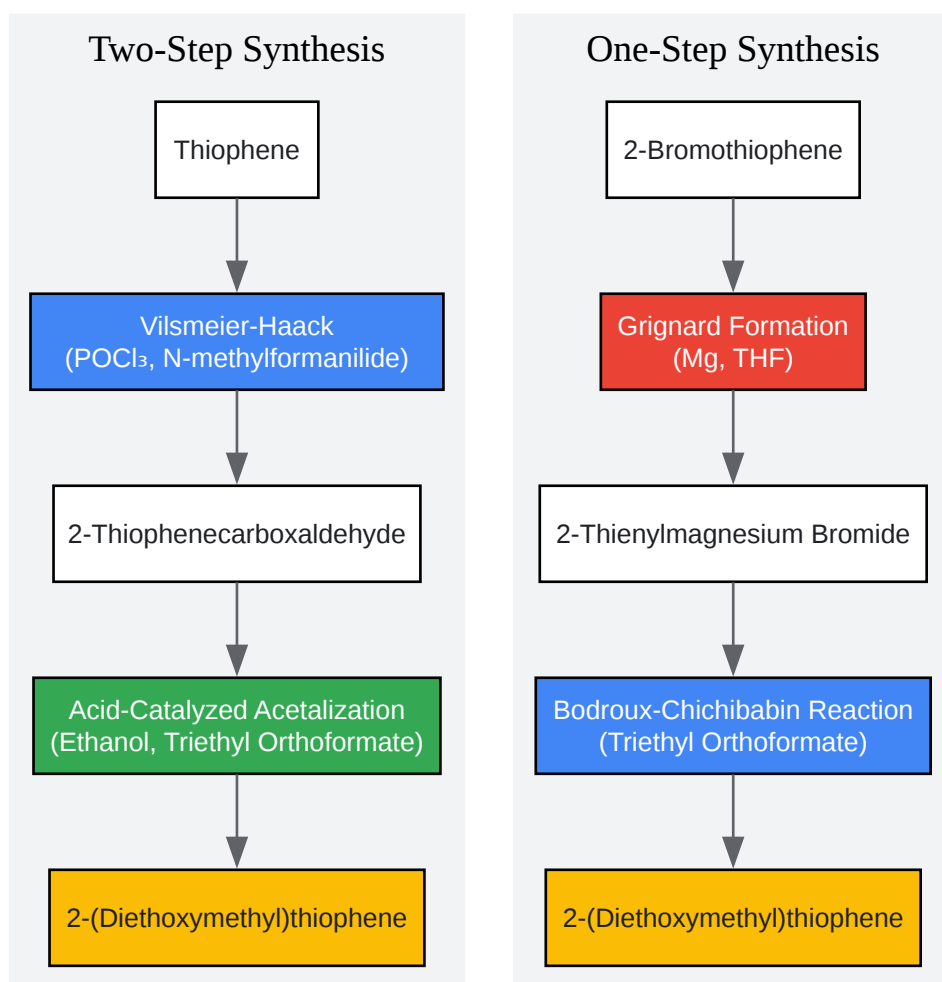 Two-Step Synthesis
Thiophene
Vilsmeier-Haack
(POCl₃, N-methylformanilide)
2-Thiophenecarboxaldehyde
Acid-Catalyzed Acetalization
(Ethanol, Triethyl Orthoformate)
2-(Diethoxymethyl)thiophene
One-Step Synthesis
2-Bromothiophene
Grignard Formation
(Mg, THF)
2-Thienylmagnesium Bromide
Bodroux-Chichibabin Reaction
(Triethyl Orthoformate)
2-(Diethoxymethyl)thiophene